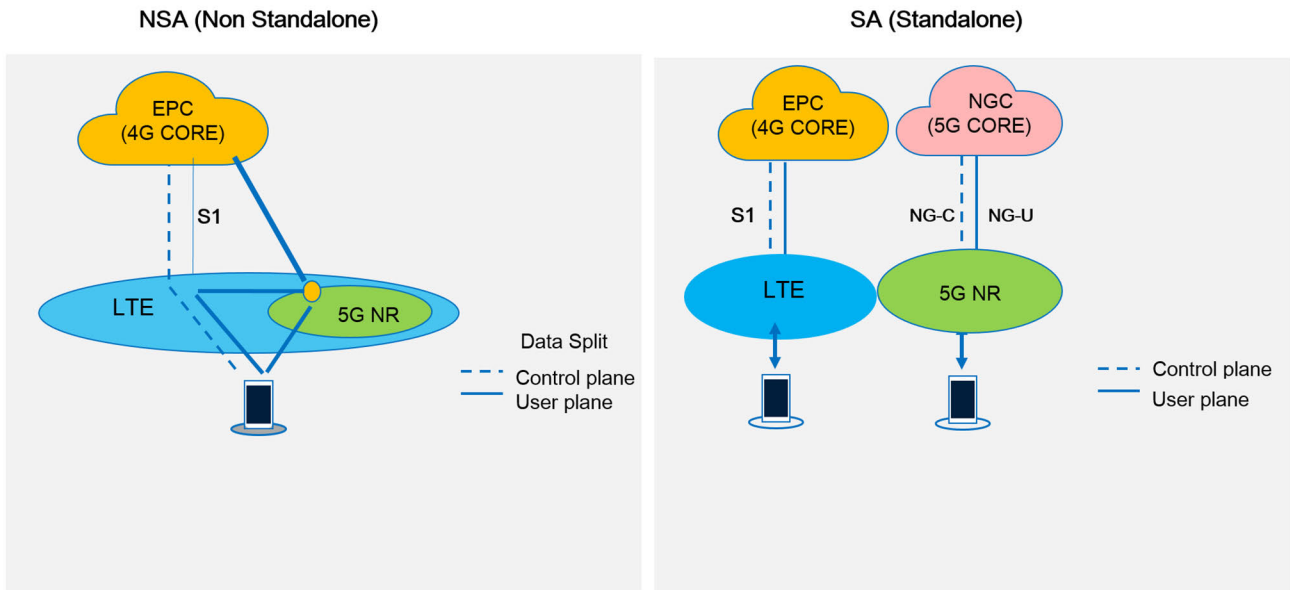 NSA (Non Standalone)
EPC
(4G CORE)
S1
LTE
5G NR
Data Split
Control plane
User plane
SA (Standalone)
EPC
(4G CORE)
NGC
(5G CORE)
S1
NG-C
NG-U
LTE
5G NR
Control plane
User plane